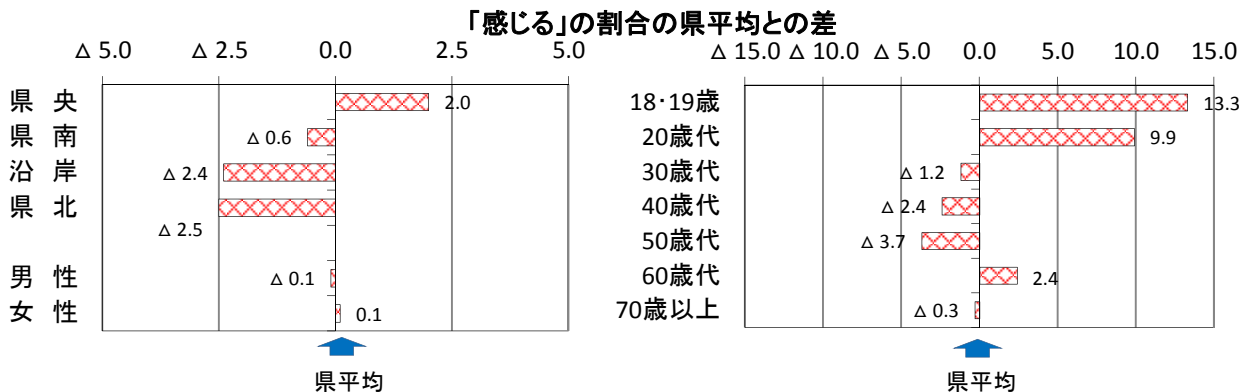 「感じる」の割合の県平均との差
△ 5.0 △ 2.5 0.0 2.5 5.0
県 央 2.0
県 南 △ 0.6
沿 岸 △ 2.4
県 北
△ 2.5
男 性 △ 0.1
女 性 0.1
県平均
△ 15.0 △ 10.0 △ 5.0 0.0 5.0 10.0 15.0
18・19歳 13.3
20歳代 9.9
30歳代 △ 1.2
40歳代 △ 2.4
50歳代 △ 3.7
60歳代 2.4
70歳以上 △ 0.3
県平均